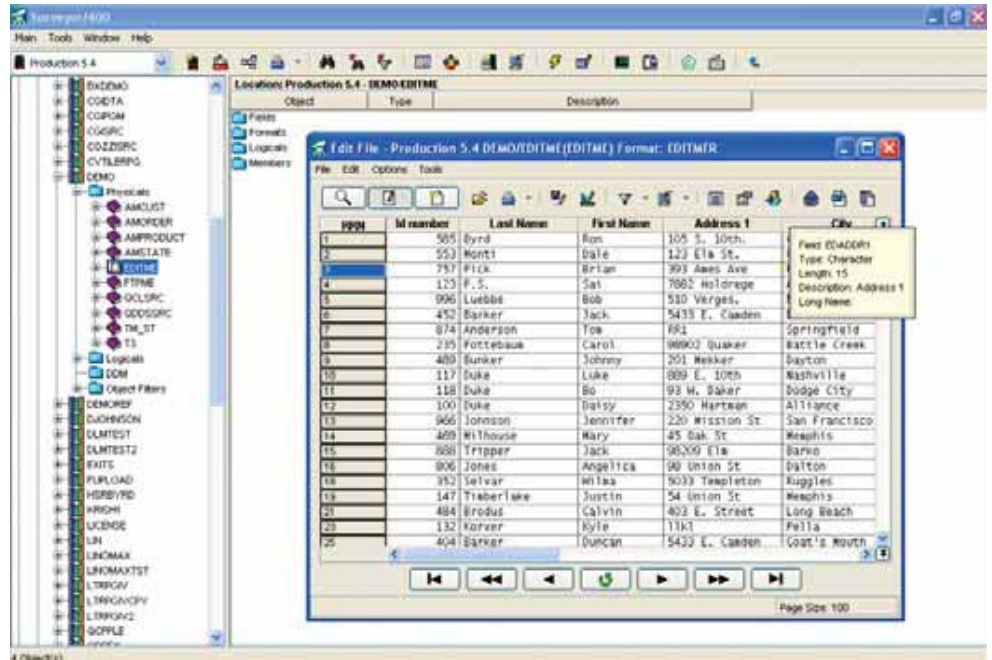 Surveyor/400
Main Tools Window Help
Production 5.4
BXDEMO
CGIDTA
CGIPGM
CGISRC
COZZISRC
CVTILERPG
DEMO
Physicals
AMCUST
AMORDER
AMPRODUCT
AMSTATE
EDITME
FTPME
QCLSRC
QDDSSRC
TM_ST
TS
Logicals
DDM
Object Filters
DEMOREF
DJOHNSON
DLMTEST
DLMTEST2
EXITS
FUPLOAD
HSRBYRD
KRISHI
LICENSE
LIN
LINOMAX
LINOMAXTST
LTRPGIV
LTRPGIVCPY
LTRPGIV2
QCPPLE
Location: Production 5.4 - DEMO/EDITME
Object Type Description
Fields
Formats
Logicals
Members
Edit File - Production 5.4 DEMO/EDITME(EDITME) Format: EDITMER
File Edit Options Tools
RRN Id number Last Name First Name Address 1 City
1 585 Byrd Ron 105 S. 10th.
2 553 Monti Dale 123 Elm St.
3 757 Pick Brian 393 Ames Ave
4 123 F.S. Sai 7882 Holdrege
5 996 Luebbe Bob 510 Verges.
6 452 Barker Jack 5433 E. Camden
7 874 Anderson Tom RR1 Springfield
8 235 Pottebaum Carol 98902 Quaker Battle Creek
9 489 Bunker Johnny 201 Mekker Dayton
10 117 Duke Luke 889 E. 10th Nashville
11 118 Duke Bo 93 W. Baker Dodge City
12 100 Duke Daisy 2350 Hartman Alliance
13 966 Jonnson Jennifer 220 Mission St San Francisco
14 469 Milhouse Mary 45 Oak St Memphis
15 888 Tripper Jack 98209 Elm Barko
16 806 Jones Angelica 98 Union St Dalton
18 352 Selvar Wilma 5033 Templeton Ruggles
19 147 Timberlake Justin 54 Union St Memphis
21 484 Brodus Calvin 403 E. Street Long Beach
23 132 Korver Kyle 11k1 Pella
25 404 Barker Duncan 5433 E. Camden Goat's Mouth
Field: EDADDR1
Type: Character
Length: 15
Description: Address 1
Long Name:
Page Size: 100
4 Object(s)